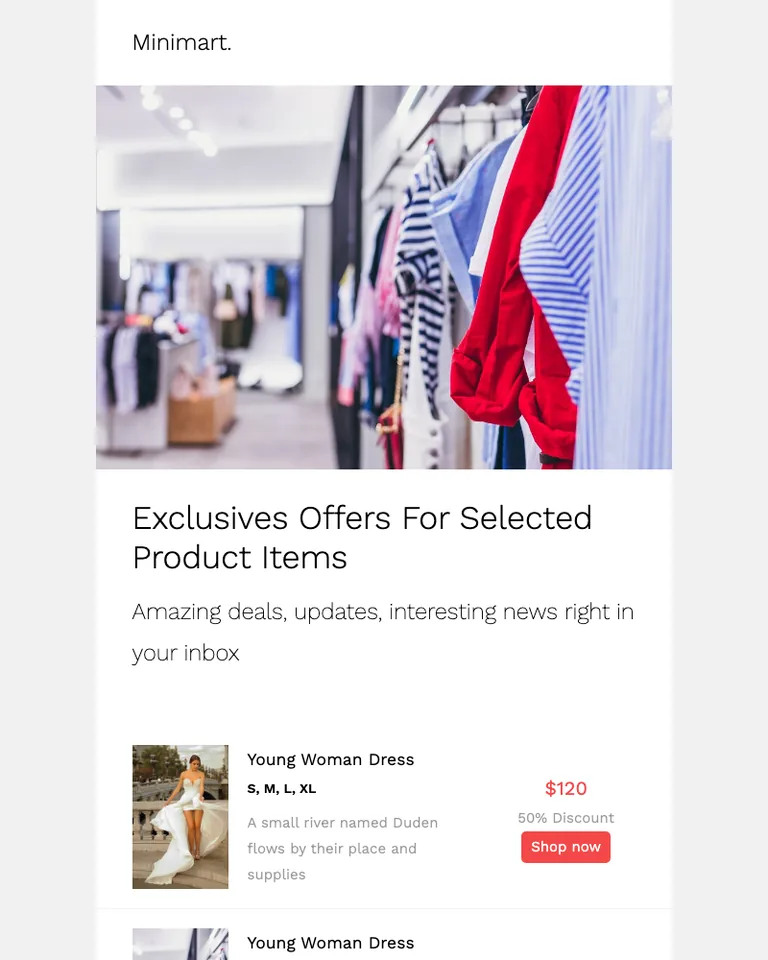 Minimart.
Exclusives Offers For Selected
Product Items
Amazing deals, updates, interesting news right in
your inbox
Young Woman Dress
S, M, L, XL
A small river named Duden
flows by their place and
supplies
$120
50% Discount
Shop now
Young Woman Dress